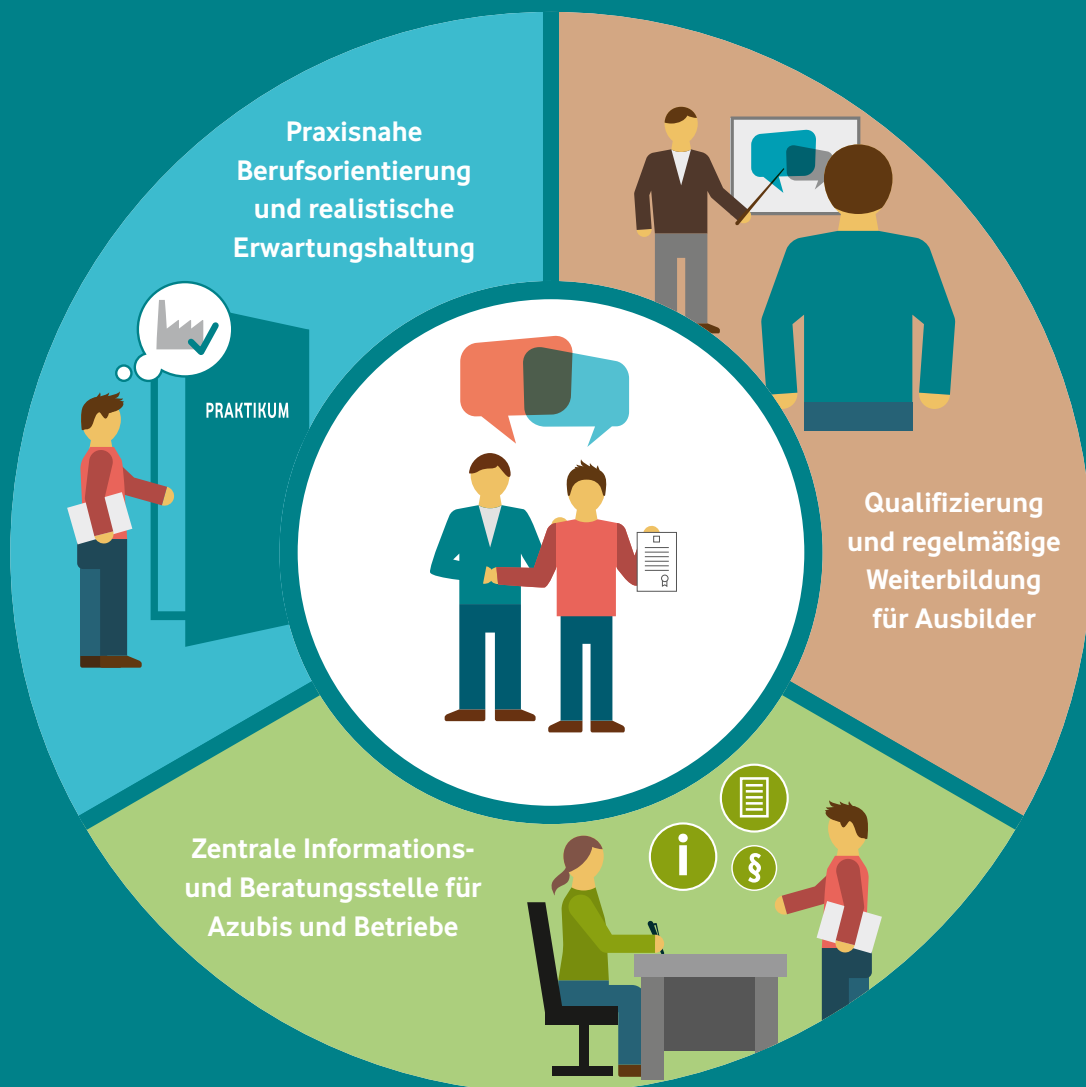 Praxisnahe
Berufsorientierung
und realistische
Erwartungshaltung
PRAKTIKUM
Qualifizierung
und regelmäßige
Weiterbildung
für Ausbilder
Zentrale Informations-
und Beratungsstelle für
Azubis und Betriebe
i
§